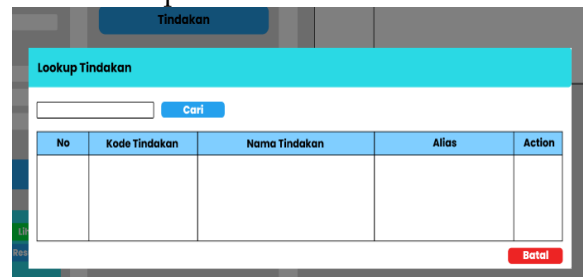 Tindakan
Lookup Tindakan
Cari
No Kode Tindakan Nama Tindakan Alias Action
Batal